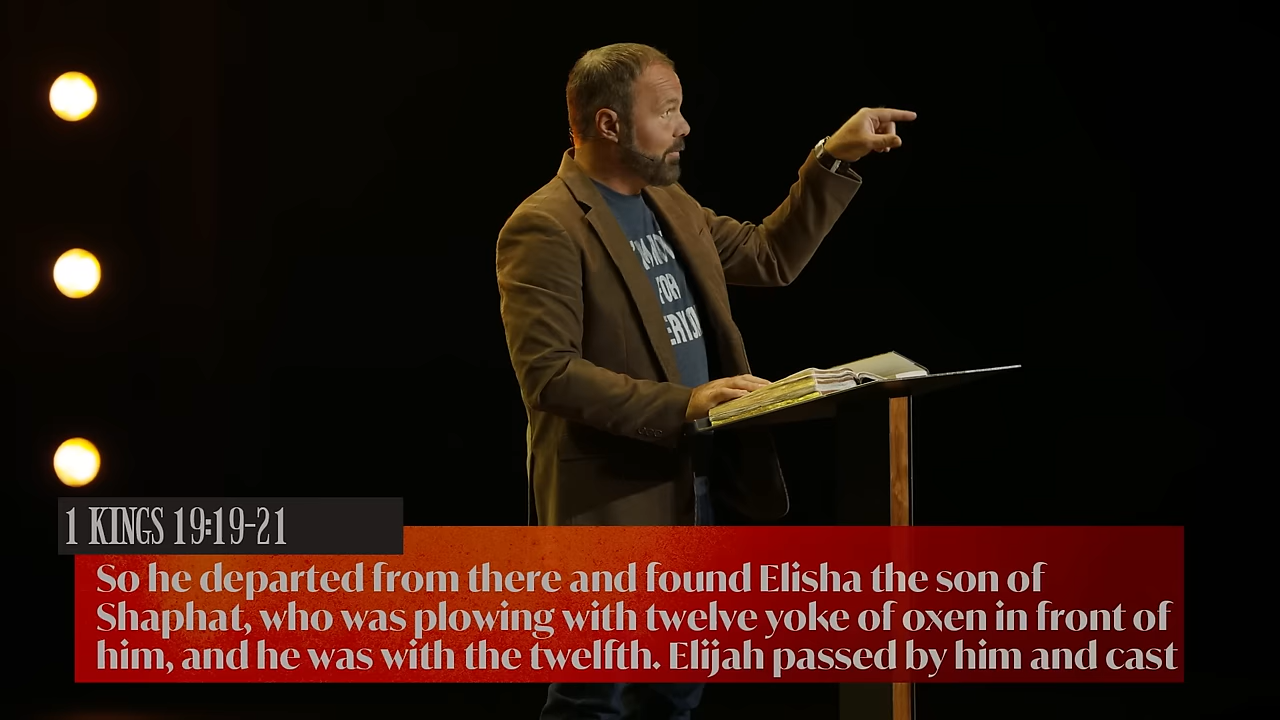 FOR
1 KINGS 19:19-21
So he departed from there and found Elisha the son of
Shaphat, who was plowing with twelve yoke of oxen in front of
him, and he was with the twelfth. Elijah passed by him and cast